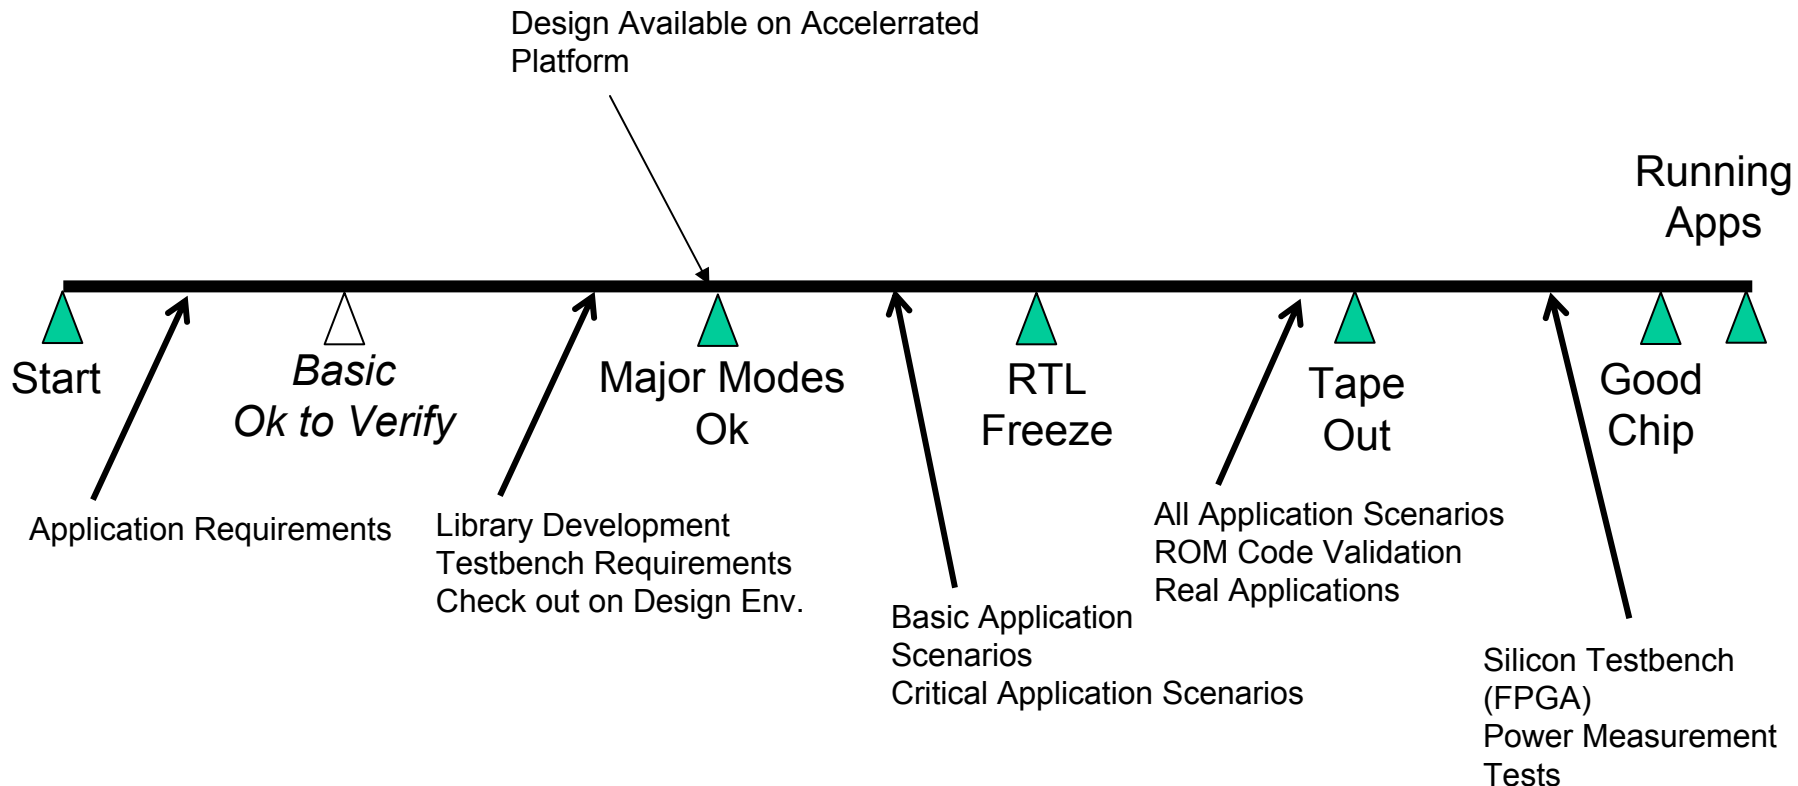 Design Available on Accelerrated
Platform
Running
Apps
Start
Basic
Ok to Verify
Major Modes
Ok
RTL
Freeze
Tape
Out
Good
Chip
Application Requirements
Library Development
Testbench Requirements
Check out on Design Env.
Basic Application
Scenarios
Critical Application Scenarios
All Application Scenarios
ROM Code Validation
Real Applications
Silicon Testbench
(FPGA)
Power Measurement
Tests